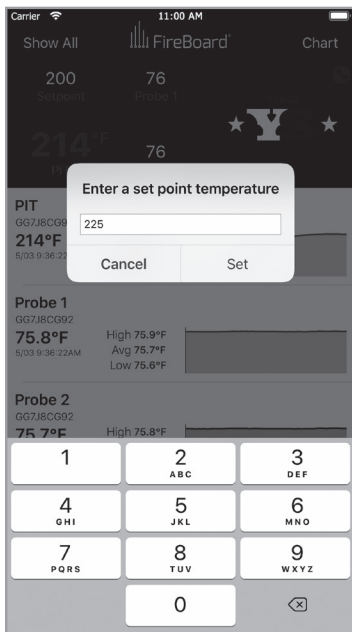 Carrier 11:00 AM
Show All FireBoard Chart
200 76
Setpoint Probe 1
214°F 76
Y
Enter a set point temperature
225
Cancel Set
PIT
GG7J8CG9
214°F
5/03 9:36:22
Probe 1
GG7J8CG92
75.8°F
5/03 9:36:22AM
High 75.9°F
Avg 75.7°F
Low 75.6°F
Probe 2
GG7J8CG92
75.7°F
High 75.8°F
1 2 3
ABC DEF
4 5 6
GHI JKL MNO
7 8 9
PQRS TUV WXYZ
0